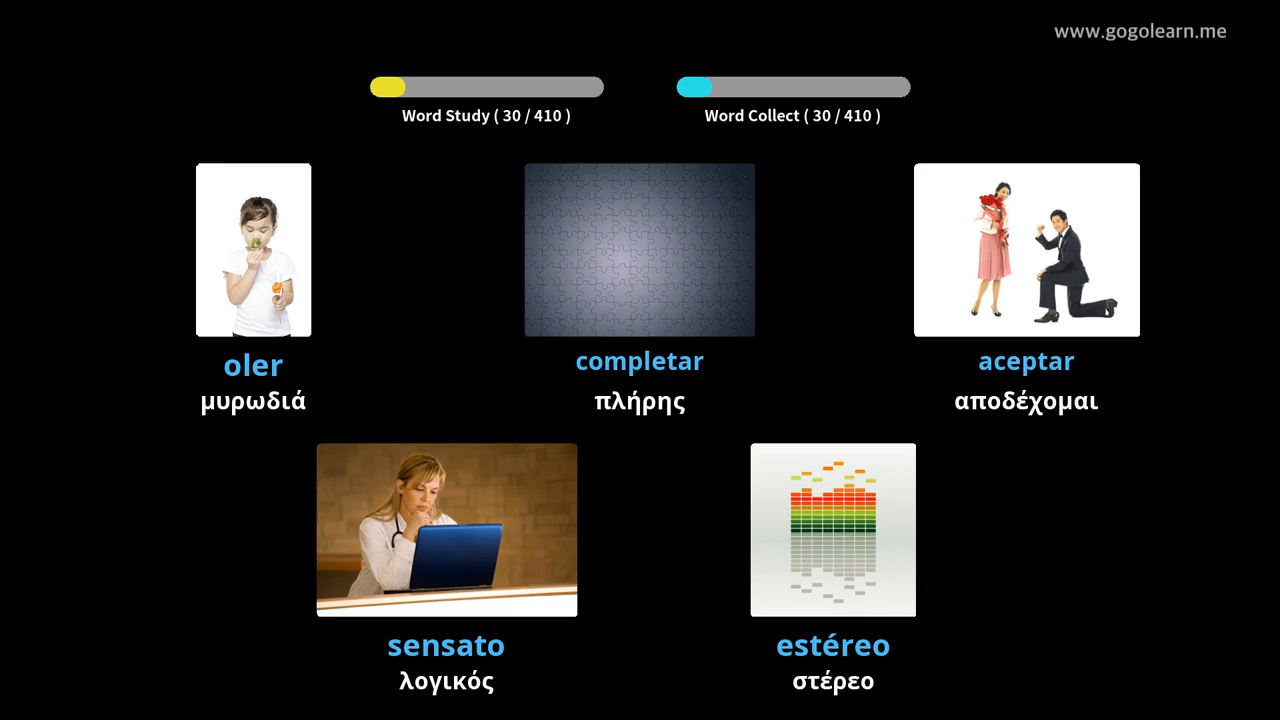 www.gogolearn.me
Word Study ( 30 / 410 )
Word Collect ( 30 / 410 )
oler
μυρωδιά
completar
πλήρης
aceptar
αποδέχομαι
sensato
λογικός
estéreo
στέρεο